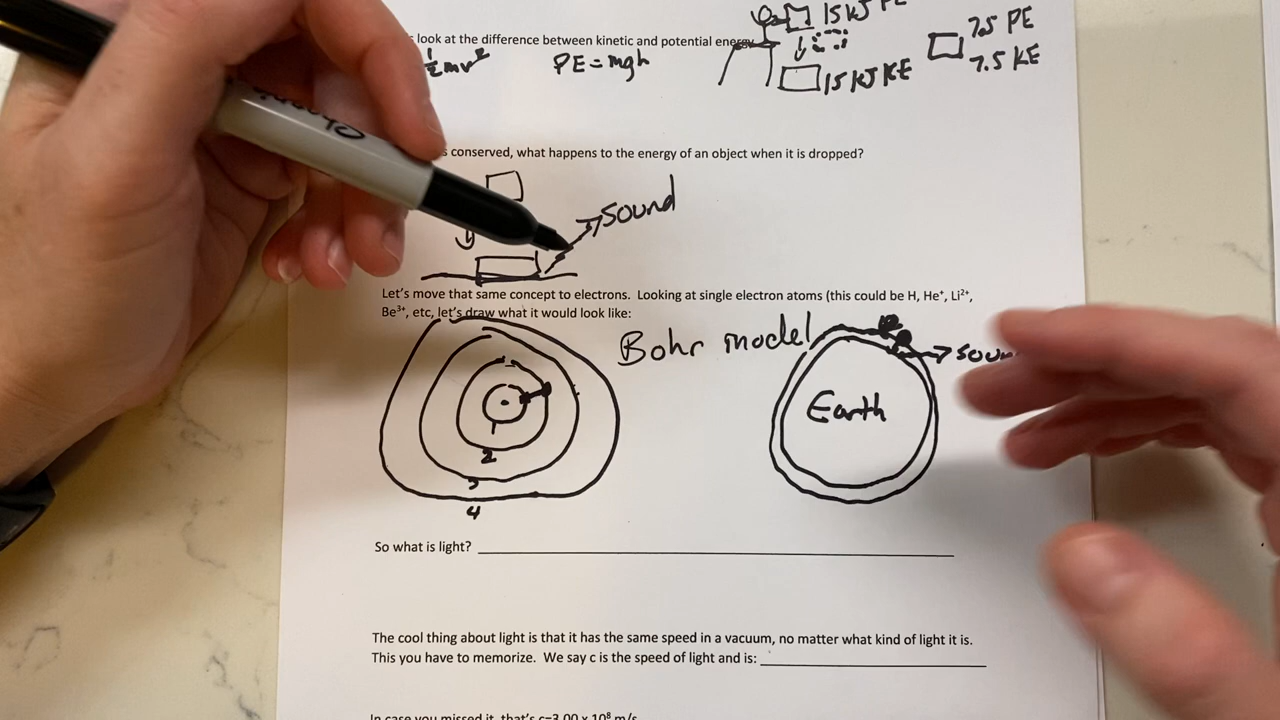 15 kJ PE
look at the difference between kinetic and potential energy
½mv² PE=mgh
15 kJ KE
7.5 PE
7.5 KE
conserved, what happens to the energy of an object when it is dropped?
Sound
Let's move that same concept to electrons. Looking at single electron atoms (this could be H, He⁺, Li²⁺,
Be³⁺, etc, let's draw what it would look like:
Bohr model
Earth
1
2
3
4
So what is light?
The cool thing about light is that it has the same speed in a vacuum, no matter what kind of light it is.
This you have to memorize. We say c is the speed of light and is:
In case you missed it, that's c=3.00 x 10⁸ m/s